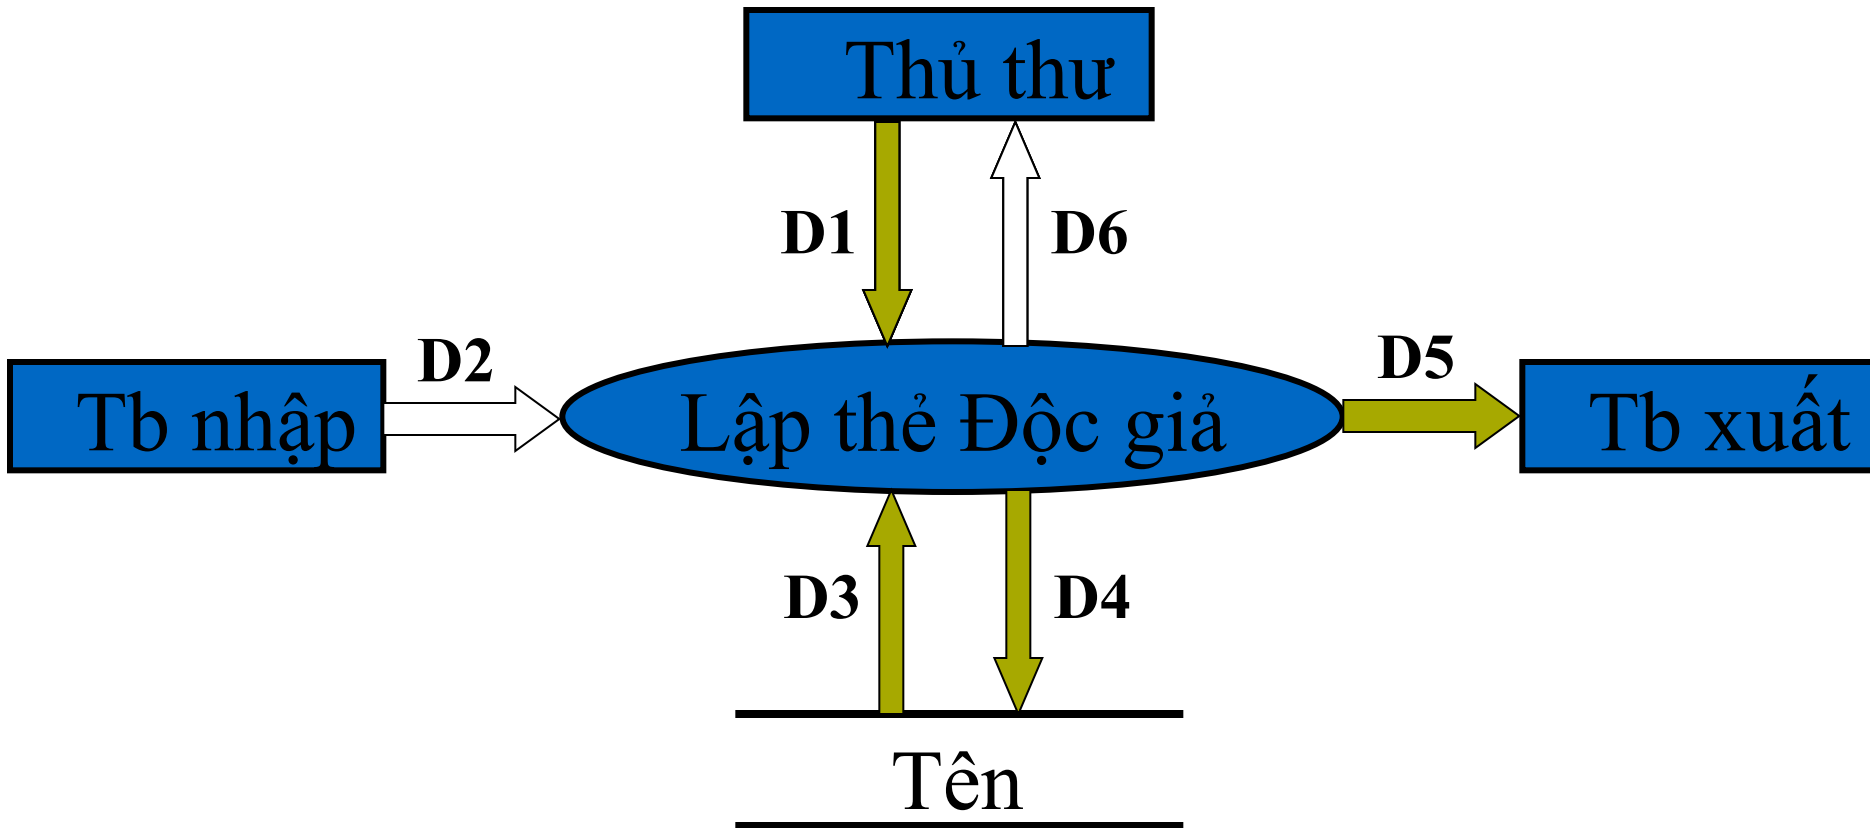 Thủ thư
D1
D6
Tb nhập
D2
Lập thẻ Độc giả
D5
Tb xuất
D3
D4
Tên